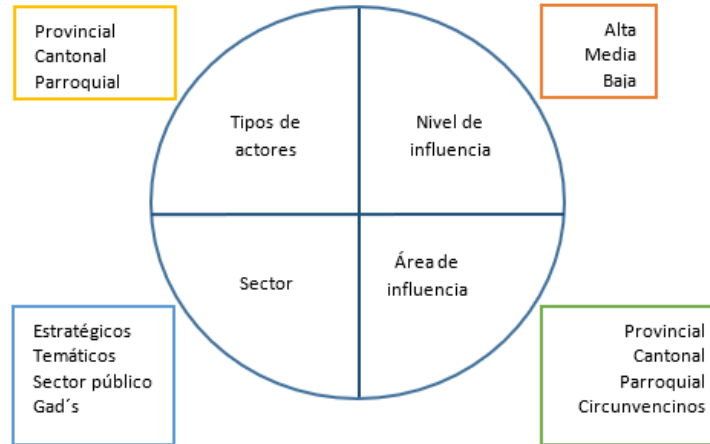 Provincial
Cantonal
Parroquial
Alta
Media
Baja
Tipos de
actores
Nivel de
influencia
Sector
Área de
influencia
Estratégicos
Temáticos
Sector público
Gad´s
Provincial
Cantonal
Parroquial
Circunvencinos